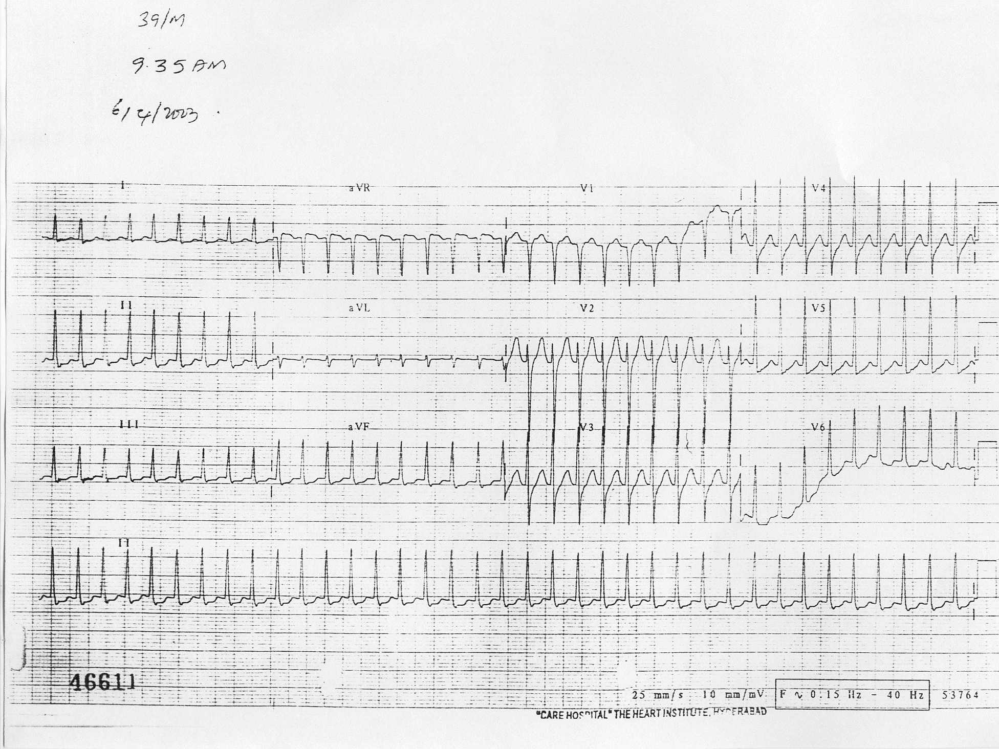 39/M
9.35 AM
6/4/2003
I aVR V1 V4
II aVL V2 V5
III aVF V3 V6
II
46611
25 mm/s 10 mm/mV F ∿ 0.15 Hz - 40 Hz 53764
"CARE HOSPITAL" THE HEART INSTITUTE, HYDERABAD